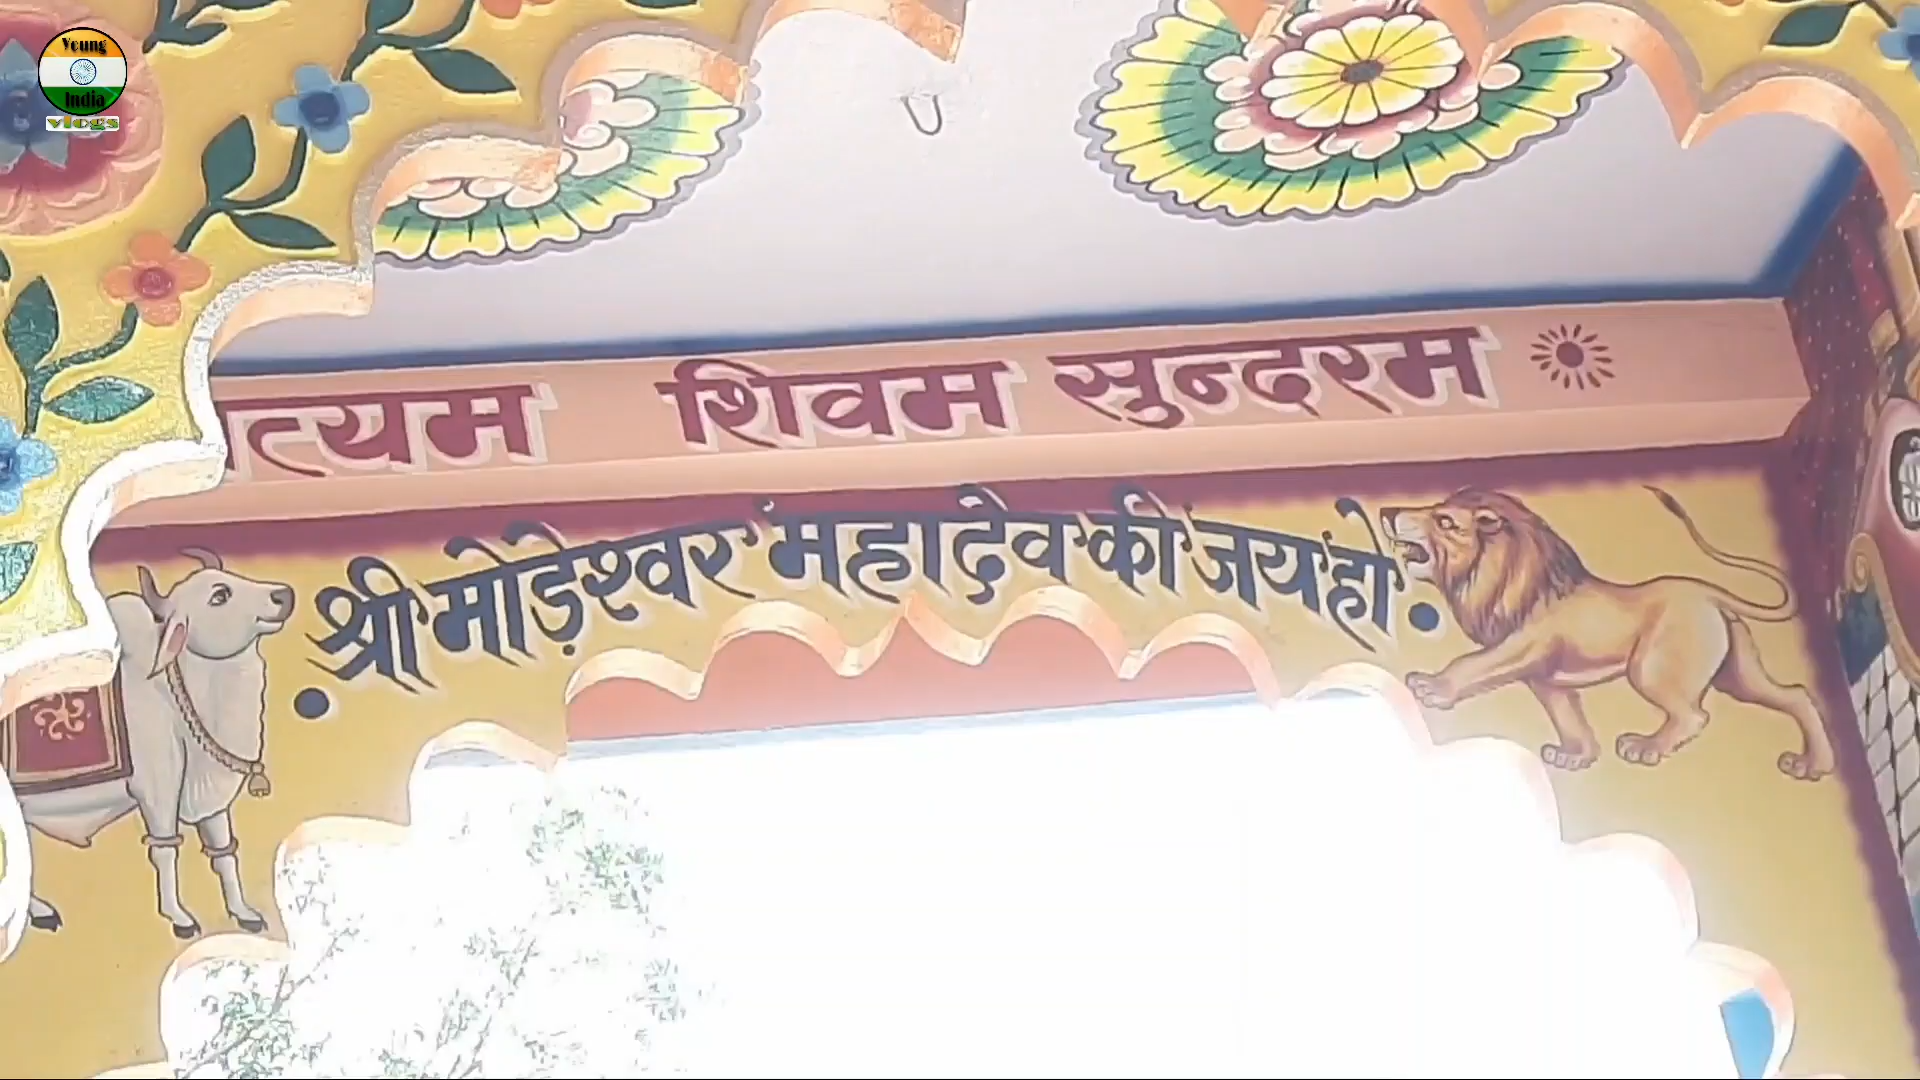 Young
India
vlogs
त्यम शिवम सुन्दरम
श्री मोड़ेश्वर महादेव की जय हो